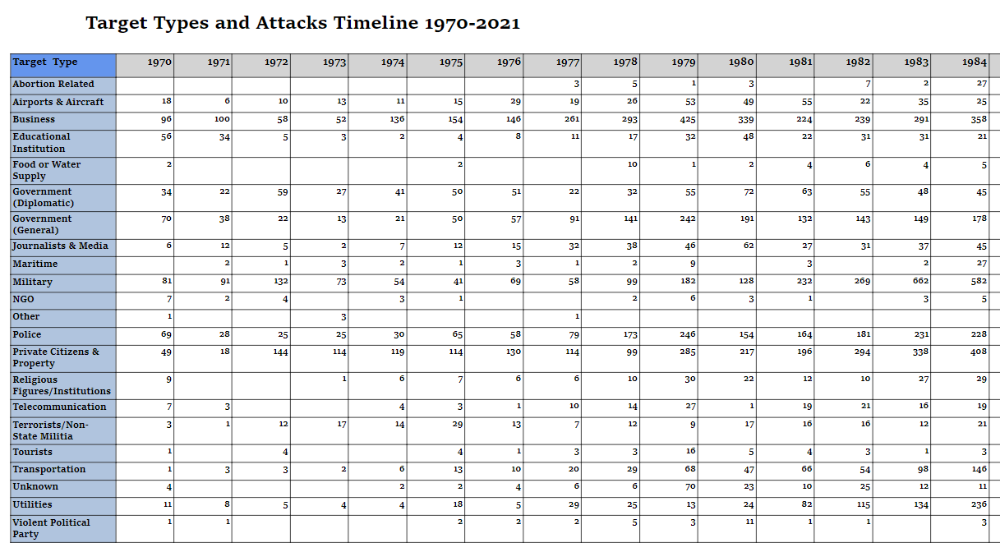 Target Types and Attacks Timeline 1970-2021
Target Type 1970 1971 1972 1973 1974 1975 1976 1977 1978 1979 1980 1981 1982 1983 1984
Abortion Related 3 5 1 3 7 2 27
Airports & Aircraft 18 6 10 13 11 15 29 19 26 53 49 55 22 35 25
Business 96 100 58 52 136 154 146 261 293 425 339 224 239 291 358
Educational 56 34 5 3 2 4 8 11 17 32 48 22 31 31 21
Institution
Food or Water 2 2 10 1 2 4 6 4 5
Supply
Government 34 22 59 27 41 50 51 22 32 55 72 63 55 48 45
(Diplomatic)
Government 70 38 22 13 21 50 57 91 141 242 191 132 143 149 178
(General)
Journalists & Media 6 12 5 2 7 12 15 32 38 46 62 27 31 37 45
Maritime 2 1 3 2 1 3 1 2 9 3 2 27
Military 81 91 132 73 54 41 69 58 99 182 128 232 269 662 582
NGO 7 2 4 3 1 2 6 3 1 3 5
Other 1 3 1
Police 69 28 25 25 30 65 58 79 173 246 154 164 181 231 228
Private Citizens & 49 18 144 114 119 114 130 114 99 285 217 196 294 338 408
Property
Religious 9 1 6 7 6 6 10 30 22 12 10 27 29
Figures/Institutions
Telecommunication 7 3 4 3 1 10 14 27 1 19 21 16 19
Terrorists/Non- 3 1 12 17 14 29 13 7 12 9 17 16 16 12 21
State Militia
Tourists 1 4 4 1 3 3 16 5 4 3 1 3
Transportation 1 3 3 2 6 13 10 20 29 68 47 66 54 98 146
Unknown 4 2 2 4 6 6 70 23 10 25 12 11
Utilities 11 8 5 4 4 18 5 29 25 13 24 82 115 134 236
Violent Political 1 1 2 2 2 5 3 11 1 1 3
Party